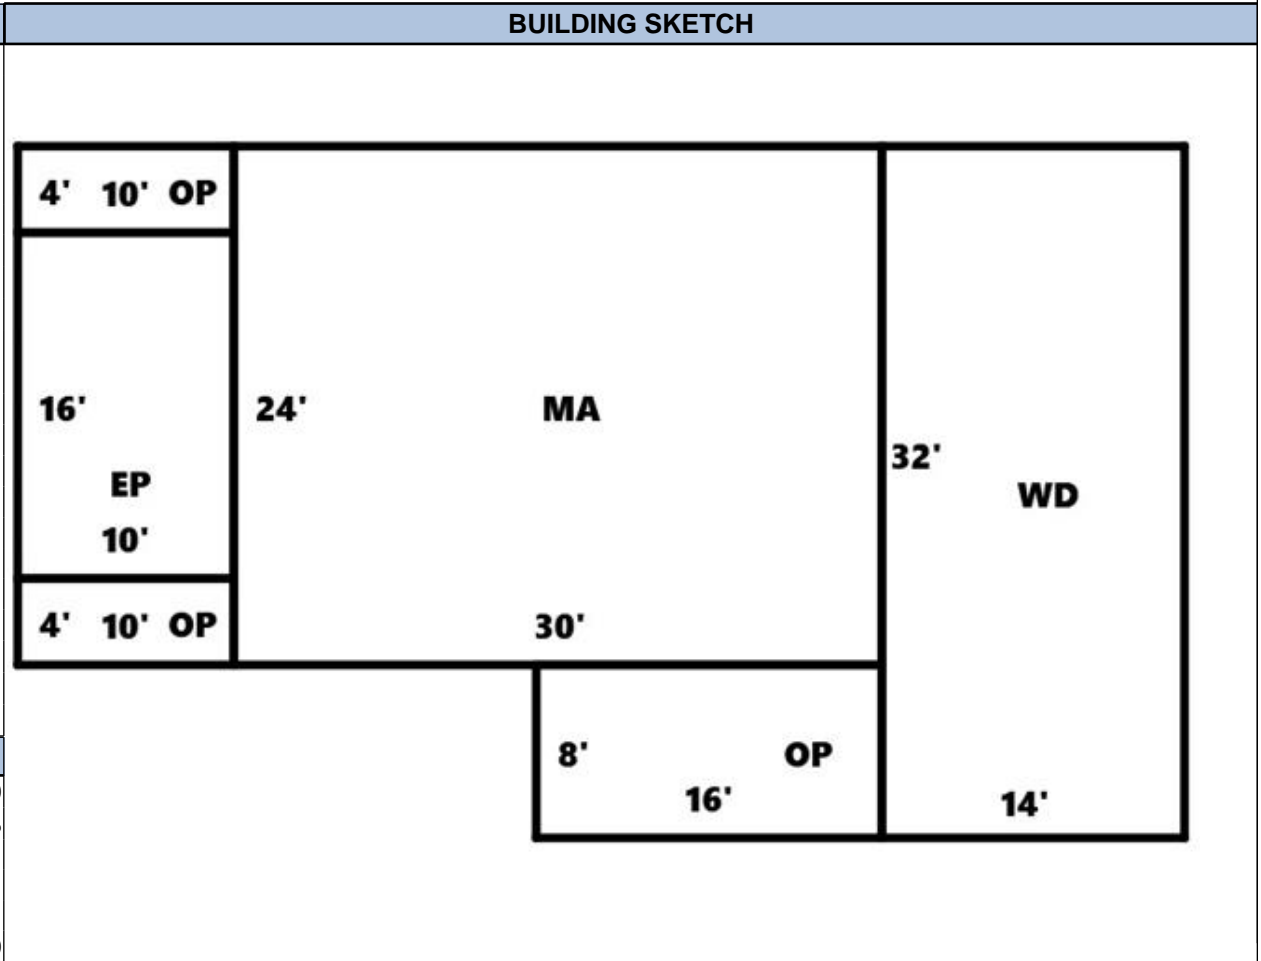 BUILDING SKETCH
4' 10' OP
16'
24'
MA
32'
WD
EP
10'
4' 10' OP
30'
8'
OP
16'
14'